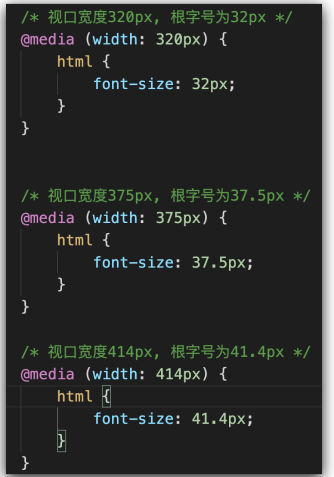 /* 视口宽度320px, 根字号为32px */
@media (width: 320px) {
html {
font-size: 32px;
}
}
/* 视口宽度375px, 根字号为37.5px */
@media (width: 375px) {
html {
font-size: 37.5px;
}
}
/* 视口宽度414px, 根字号为41.4px */
@media (width: 414px) {
html {
font-size: 41.4px;
}
}